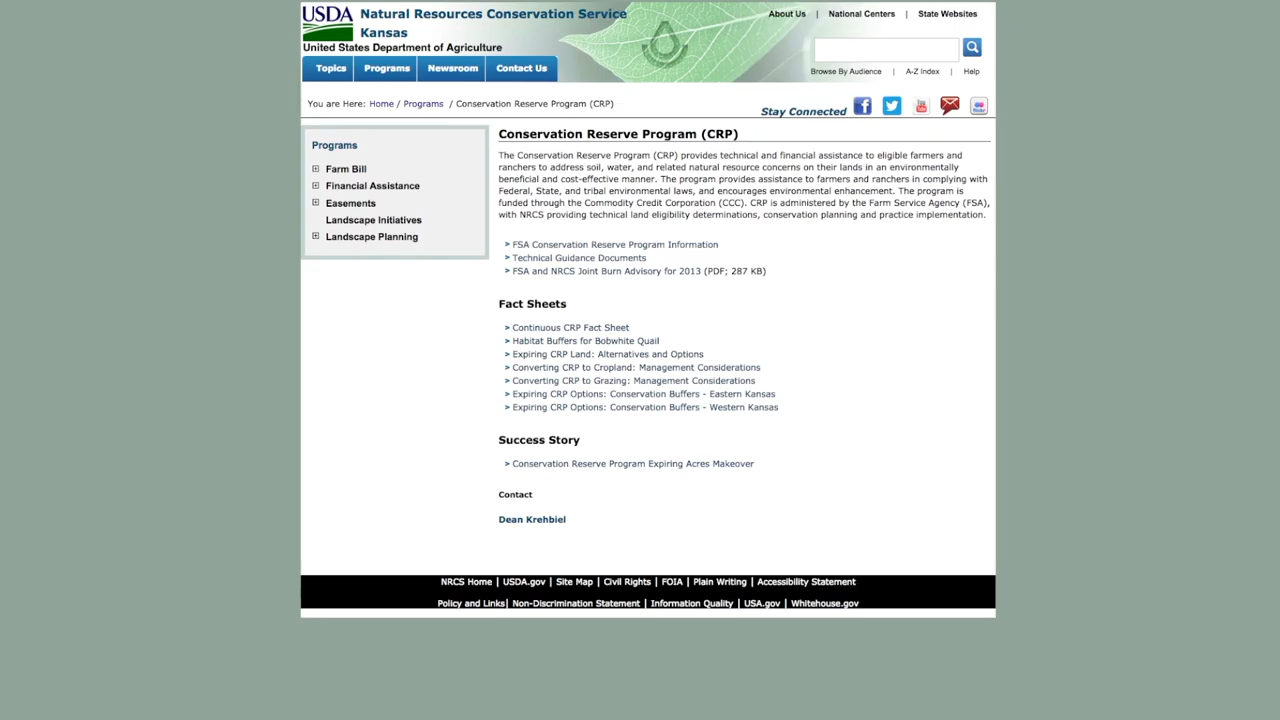 USDA Natural Resources Conservation Service
Kansas
United States Department of Agriculture
About Us | National Centers | State Websites
Browse By Audience | A-Z Index | Help
Topics Programs Newsroom Contact Us
You are Here: Home / Programs / Conservation Reserve Program (CRP)
Stay Connected
Programs
Farm Bill
Financial Assistance
Easements
Landscape Initiatives
Landscape Planning
Conservation Reserve Program (CRP)
The Conservation Reserve Program (CRP) provides technical and financial assistance to eligible farmers and
ranchers to address soil, water, and related natural resource concerns on their lands in an environmentally
beneficial and cost-effective manner. The program provides assistance to farmers and ranchers in complying with
Federal, State, and tribal environmental laws, and encourages environmental enhancement. The program is
funded through the Commodity Credit Corporation (CCC). CRP is administered by the Farm Service Agency (FSA),
with NRCS providing technical land eligibility determinations, conservation planning and practice implementation.
> FSA Conservation Reserve Program Information
> Technical Guidance Documents
> FSA and NRCS Joint Burn Advisory for 2013 (PDF; 287 KB)
Fact Sheets
> Continuous CRP Fact Sheet
> Habitat Buffers for Bobwhite Quail
> Expiring CRP Land: Alternatives and Options
> Converting CRP to Cropland: Management Considerations
> Converting CRP to Grazing: Management Considerations
> Expiring CRP Options: Conservation Buffers - Eastern Kansas
> Expiring CRP Options: Conservation Buffers - Western Kansas
Success Story
> Conservation Reserve Program Expiring Acres Makeover
Contact
Dean Krehbiel
NRCS Home | USDA.gov | Site Map | Civil Rights | FOIA | Plain Writing | Accessibility Statement
Policy and Links| Non-Discrimination Statement | Information Quality | USA.gov | Whitehouse.gov